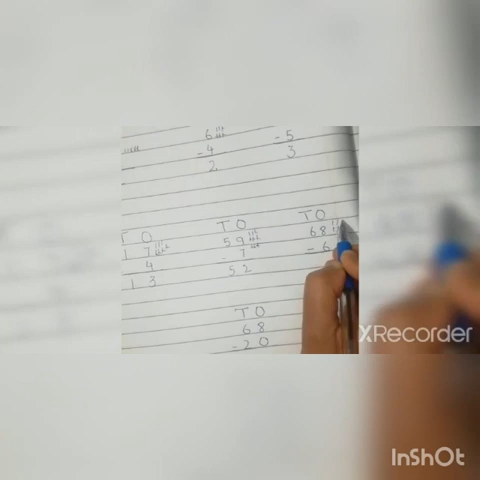 6 - 5
- 4 3
2
T O T O T O
1 7 5 9 6 8
4 - 7 - 6
1 3 5 2
T O
6 8
- 2 0
XRecorder
InShOt